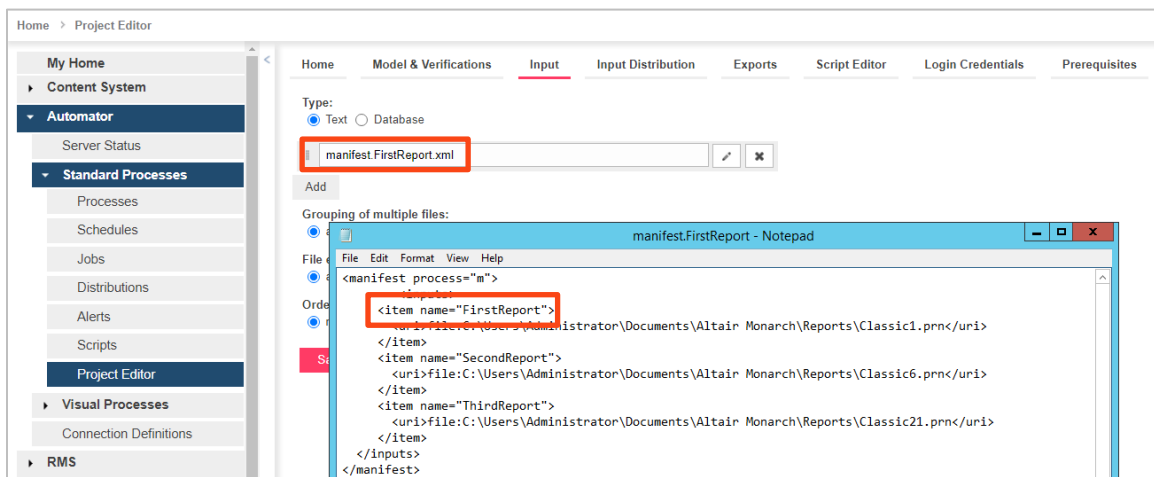 Home > Project Editor
My Home
Content System
Automator
Server Status
Standard Processes
Processes
Schedules
Jobs
Distributions
Alerts
Scripts
Project Editor
Visual Processes
Connection Definitions
RMS
<
Home Model & Verifications Input Input Distribution Exports Script Editor Login Credentials Prerequisites
Type:
Text Database
manifest.FirstReport.xml
Add
Grouping of multiple files:
File
Orde
manifest.FirstReport - Notepad
File Edit Format View Help
<manifest process="m">
<inputs>
<item name="FirstReport">
<uri>file:C:\Users\Administrator\Documents\Altair Monarch\Reports\Classic1.prn</uri>
</item>
<item name="SecondReport">
<uri>file:C:\Users\Administrator\Documents\Altair Monarch\Reports\Classic6.prn</uri>
</item>
<item name="ThirdReport">
<uri>file:C:\Users\Administrator\Documents\Altair Monarch\Reports\Classic21.prn</uri>
</item>
</inputs>
</manifest>